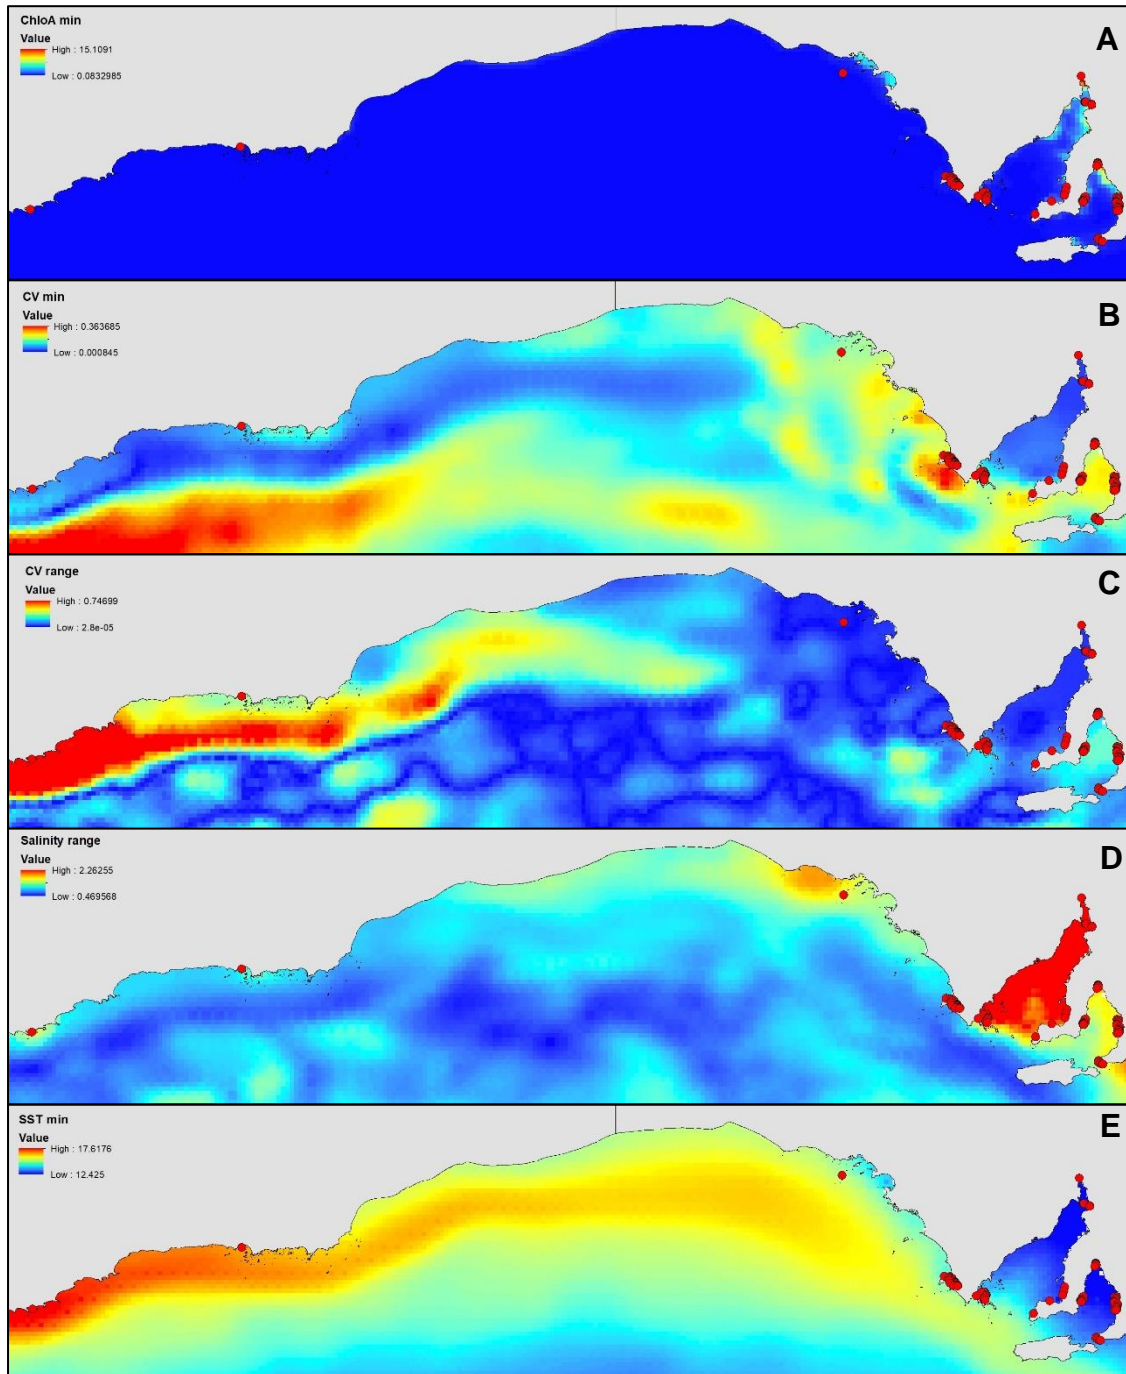 ChloA min
A
Value
High : 15.1091
Low : 0.0832985
CV min
B
Value
High : 0.363685
Low : 0.000845
CV range
C
Value
High : 0.74699
Low : 2.8e-05
Salinity range
D
Value
High : 2.26255
Low : 0.469568
SST min
E
Value
High : 17.6176
Low : 12.425